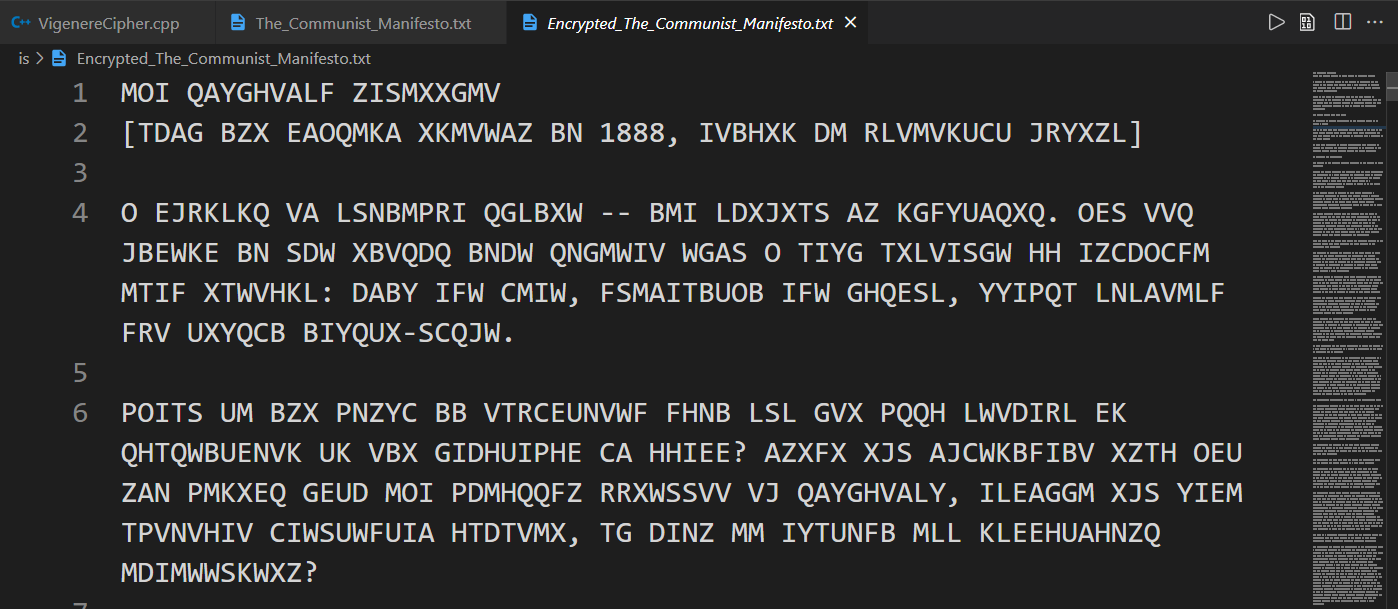 VigenereCipher.cpp The_Communist_Manifesto.txt Encrypted_The_Communist_Manifesto.txt
is > Encrypted_The_Communist_Manifesto.txt
1 MOI QAYGHVALF ZISMXXGMV
2 [TDAG BZX EAOQMKA XKMVWAZ BN 1888, IVBHXK DM RLVMVKUCU JRYXZL]
3
4 O EJRKLKQ VA LSNBMPRI QGLBXW -- BMI LDXJXTS AZ KGFYUAQXQ. OES VVQ
JBEWKE BN SDW XBVQDQ BNDW QNGMWIV WGAS O TIYG TXLVISGW HH IZCDOCFM
MTIF XTWVHKL: DABY IFW CMIW, FSMAITBUOB IFW GHQESL, YYIPQT LNLAVMLF
FRV UXYQCB BIYQUX-SCQJW.
5
6 POITS UM BZX PNZYC BB VTRCEUNVWF FHNB LSL GVX PQQH LWVDIRL EK
QHTQWBUENVK UK VBX GIDHUIPHE CA HHIEE? AZXFX XJS AJCWKBFIBV XZTH OEU
ZAN PMKXEQ GEUD MOI PDMHQQFZ RRXWSSVV VJ QAYGHVALY, ILEAGGM XJS YIEM
TPVNVHIV CIWSUWFUIA HTDTVMX, TG DINZ MM IYTUNFB MLL KLEEHUAHNZQ
MDIMWWSKWXZ?